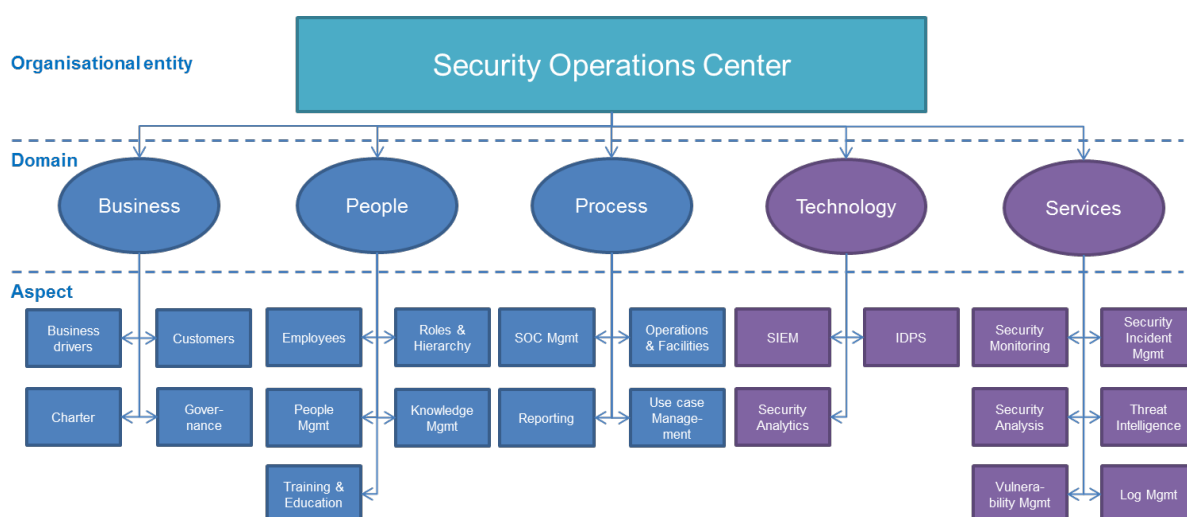 Organisational entity
Security Operations Center
Domain
Business
People
Process
Technology
Services
Aspect
Business
drivers
Customers
Employees
Roles &
Hierarchy
SOC Mgmt
Operations
& Facilities
SIEM
IDPS
Security
Monitoring
Security
Incident
Mgmt
Charter
Gover-
nance
People
Mgmt
Knowledge
Mgmt
Reporting
Use case
Manage-
ment
Security
Analytics
Security
Analysis
Threat
Intelligence
Training &
Education
Vulnera-
bility Mgmt
Log Mgmt